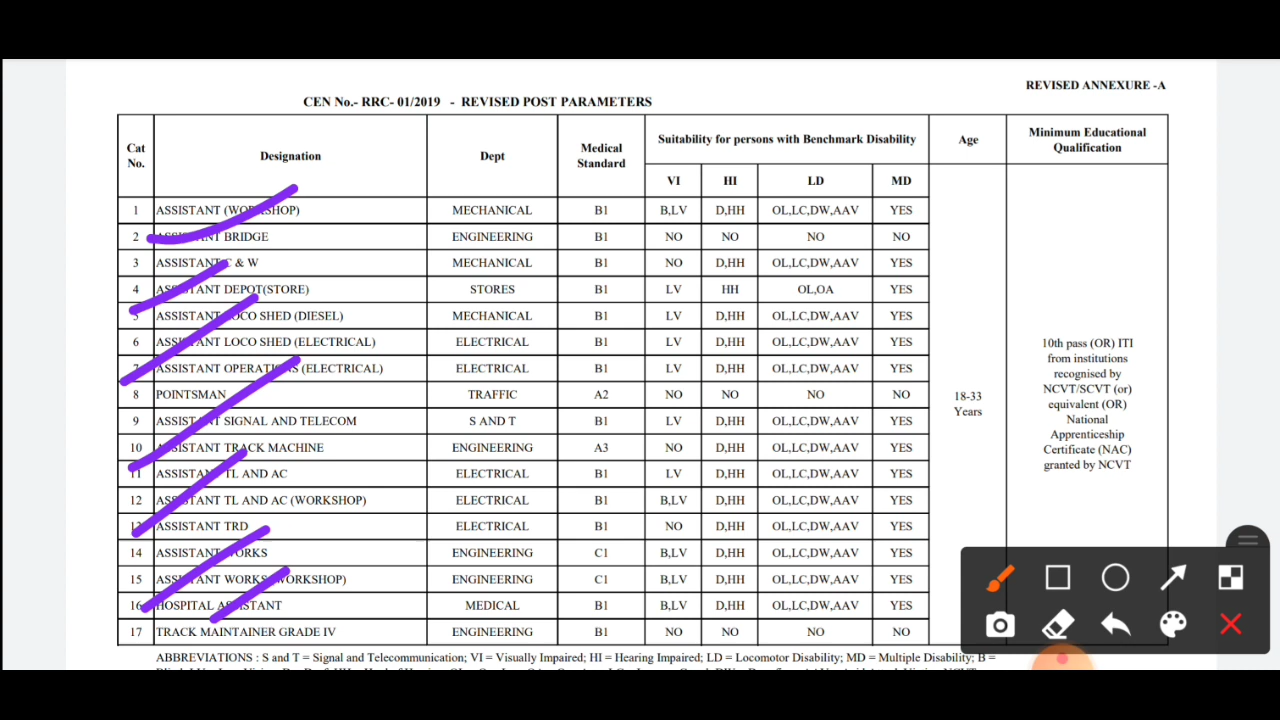 REVISED ANNEXURE -A
CEN No.- RRC- 01/2019 - REVISED POST PARAMETERS
Cat No. Designation Dept Medical Standard Suitability for persons with Benchmark Disability Age Minimum Educational Qualification
VI HI LD MD
1 ASSISTANT (WORKSHOP) MECHANICAL B1 B,LV D,HH OL,LC,DW,AAV YES
2 ASSISTANT BRIDGE ENGINEERING B1 NO NO NO NO
3 ASSISTANT C & W MECHANICAL B1 NO D,HH OL,LC,DW,AAV YES
4 ASSISTANT DEPOT(STORE) STORES B1 LV HH OL,OA YES
5 ASSISTANT LOCO SHED (DIESEL) MECHANICAL B1 LV D,HH OL,LC,DW,AAV YES
6 ASSISTANT LOCO SHED (ELECTRICAL) ELECTRICAL B1 LV D,HH OL,LC,DW,AAV YES
7 ASSISTANT OPERATIONS (ELECTRICAL) ELECTRICAL B1 LV D,HH OL,LC,DW,AAV YES
8 POINTSMAN TRAFFIC A2 NO NO NO NO
9 ASSISTANT SIGNAL AND TELECOM S AND T B1 LV D,HH OL,LC,DW,AAV YES
10 ASSISTANT TRACK MACHINE ENGINEERING A3 NO D,HH OL,LC,DW,AAV YES
11 ASSISTANT TL AND AC ELECTRICAL B1 LV D,HH OL,LC,DW,AAV YES
12 ASSISTANT TL AND AC (WORKSHOP) ELECTRICAL B1 B,LV D,HH OL,LC,DW,AAV YES
13 ASSISTANT TRD ELECTRICAL B1 NO D,HH OL,LC,DW,AAV YES
14 ASSISTANT WORKS ENGINEERING C1 B,LV D,HH OL,LC,DW,AAV YES
15 ASSISTANT WORKS (WORKSHOP) ENGINEERING C1 B,LV D,HH OL,LC,DW,AAV YES
16 HOSPITAL ASSISTANT MEDICAL B1 B,LV D,HH OL,LC,DW,AAV YES
17 TRACK MAINTAINER GRADE IV ENGINEERING B1 NO NO NO NO
18-33
Years
10th pass (OR) ITI
from institutions
recognised by
NCVT/SCVT (or)
equivalent (OR)
National
Apprenticeship
Certificate (NAC)
granted by NCVT
ABBREVIATIONS : S and T = Signal and Telecommunication; VI = Visually Impaired; HI = Hearing Impaired; LD = Locomotor Disability; MD = Multiple Disability; B =